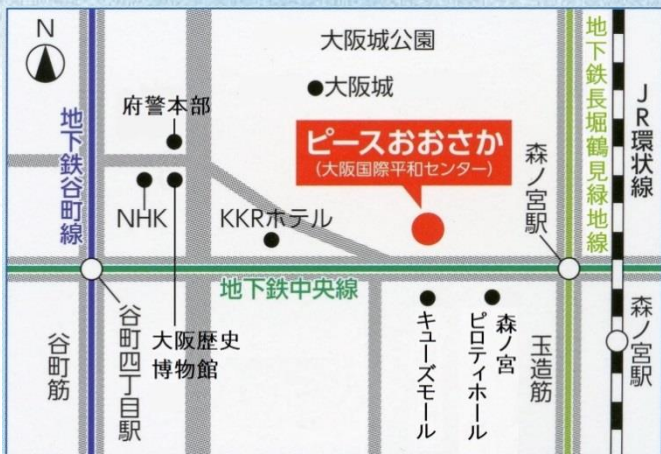 N
大阪城公園
大阪城
府警本部
ピースおおさか
(大阪国際平和センター)
地下鉄谷町線
地下鉄長堀鶴見緑地線
JR環状線
NHK
KKRホテル
森ノ宮駅
地下鉄中央線
谷町筋
谷町四丁目駅
大阪歴史
博物館
キューズモール
森ノ宮
ピロティホール
玉造筋
森ノ宮駅